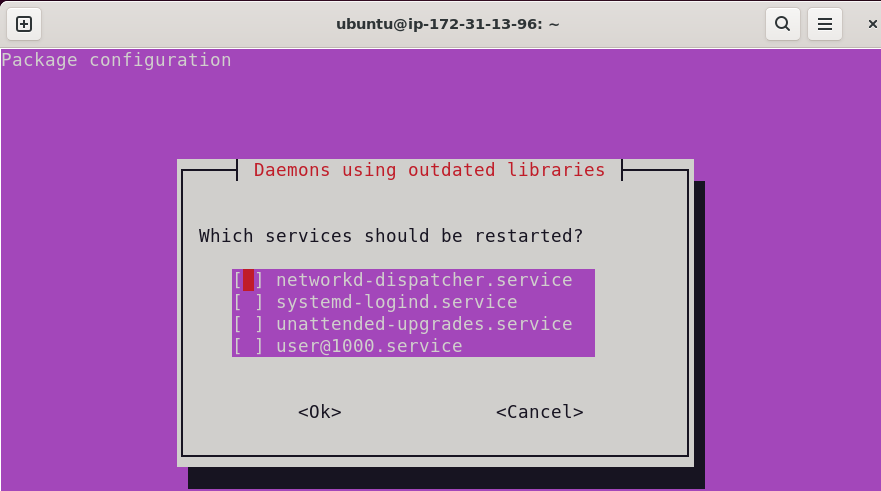 ubuntu@ip-172-31-13-96: ~
Package configuration
Daemons using outdated libraries
Which services should be restarted?
[ ] networkd-dispatcher.service
[ ] systemd-logind.service
[ ] unattended-upgrades.service
[ ] user@1000.service
<Ok> <Cancel>